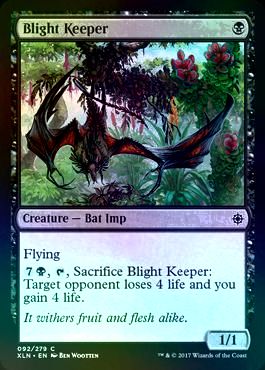 Blight Keeper
Creature — Bat Imp
Flying
7, Sacrifice Blight Keeper:
Target opponent loses 4 life and you
gain 4 life.
It withers fruit and flesh alike.
1/1
092/279 C
XLN • EN Ben Wootten
™ & © 2017 Wizards of the Coast